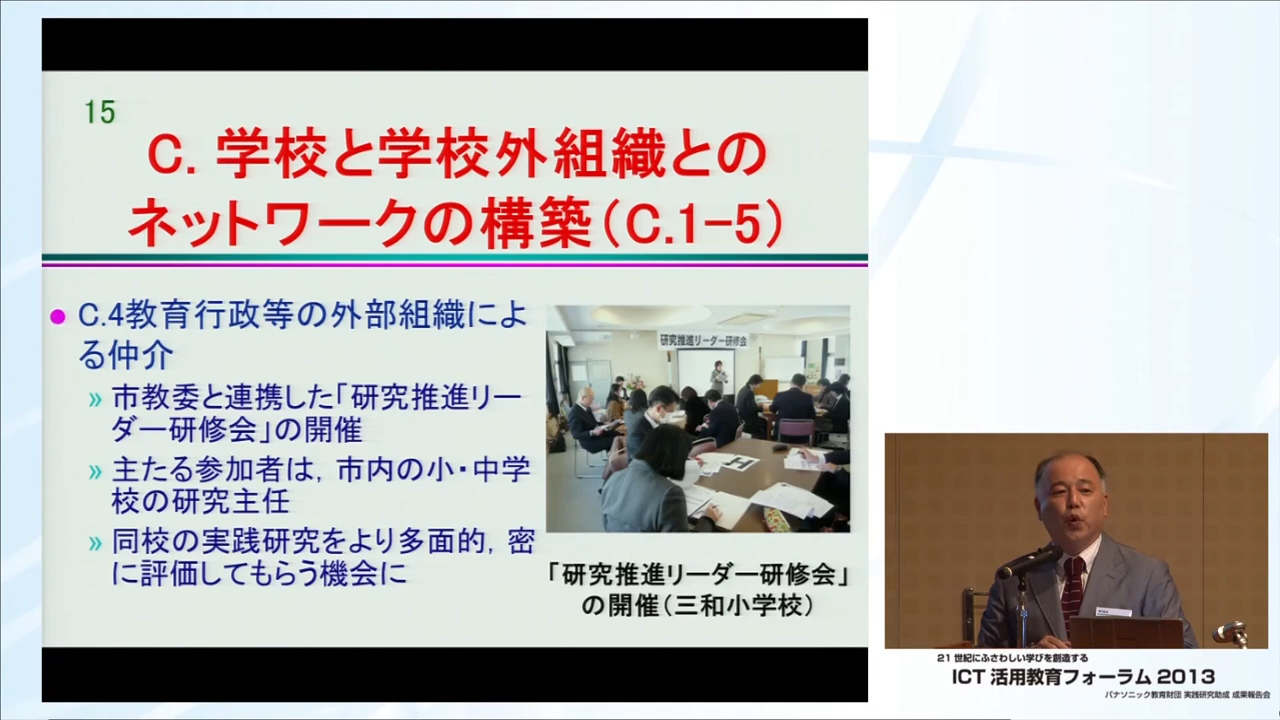 15
C. 学校と学校外組織との
ネットワークの構築(C.1-5)
● C.4教育行政等の外部組織によ
る仲介
» 市教委と連携した「研究推進リー
ダー研修会」の開催
» 主たる参加者は，市内の小・中学
校の研究主任
» 同校の実践研究をより多面的，密
に評価してもらう機会に
研究推進リーダー研修会
「研究推進リーダー研修会」
の開催(三和小学校)
21 世紀にふさわしい学びを創造する
ICT 活用教育フォーラム 2013
パナソニック教育財団 実践研究助成 成果報告会